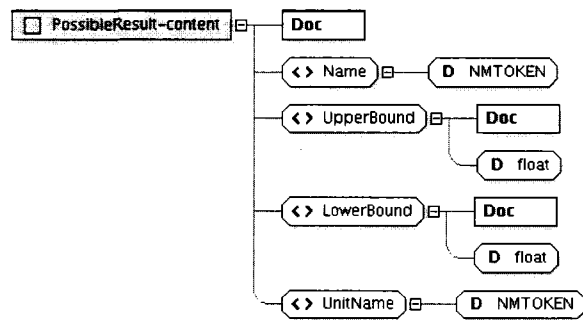 PossibleResult-content
Doc
<> Name
D NMTOKEN
<> UpperBound
Doc
D float
<> LowerBound
Doc
D float
<> UnitName
D NMTOKEN